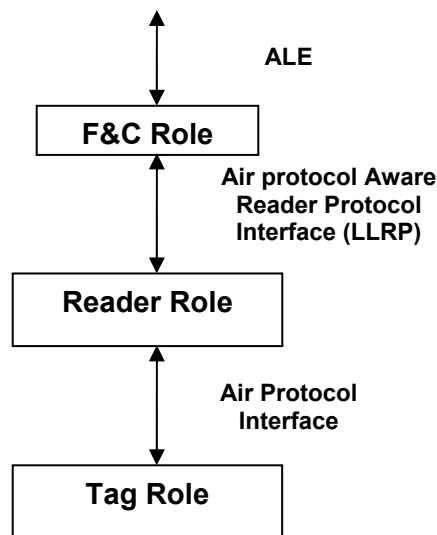 ALE
F&C Role
Air protocol Aware
Reader Protocol
Interface (LLRP)
Reader Role
Air Protocol
Interface
Tag Role